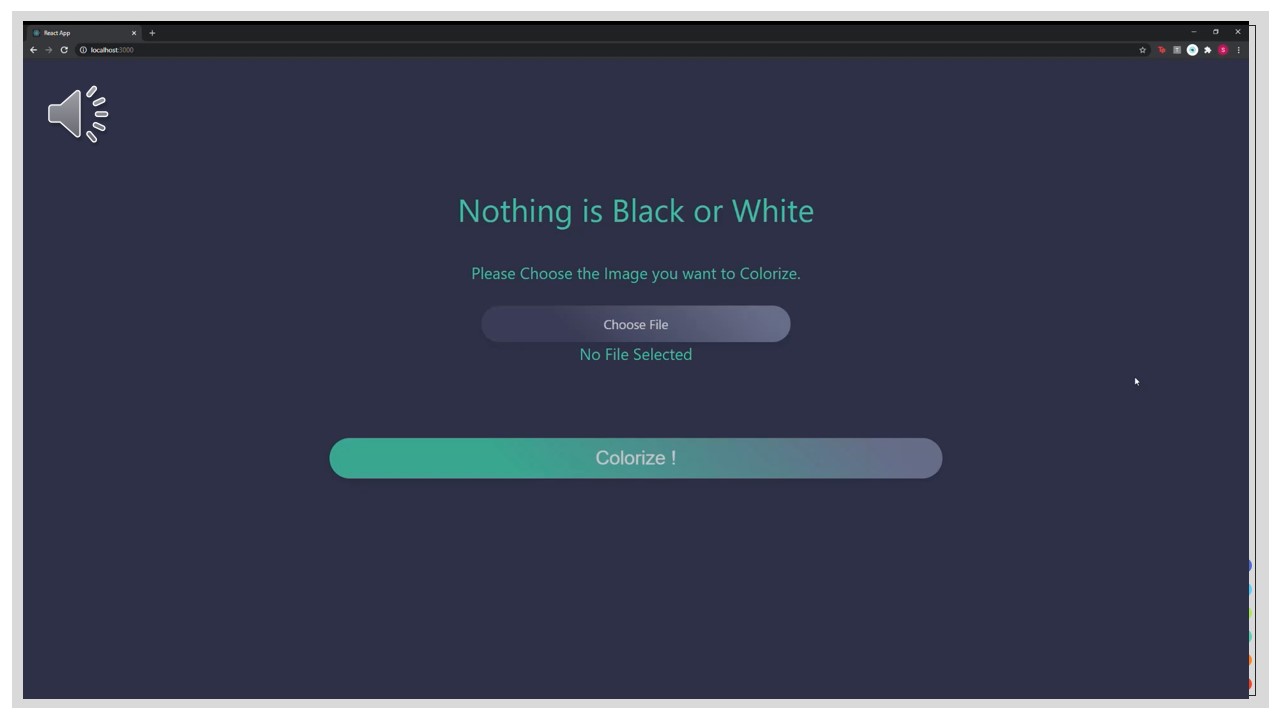 React App
localhost:3000
S
Nothing is Black or White
Please Choose the Image you want to Colorize.
Choose File
No File Selected
Colorize !